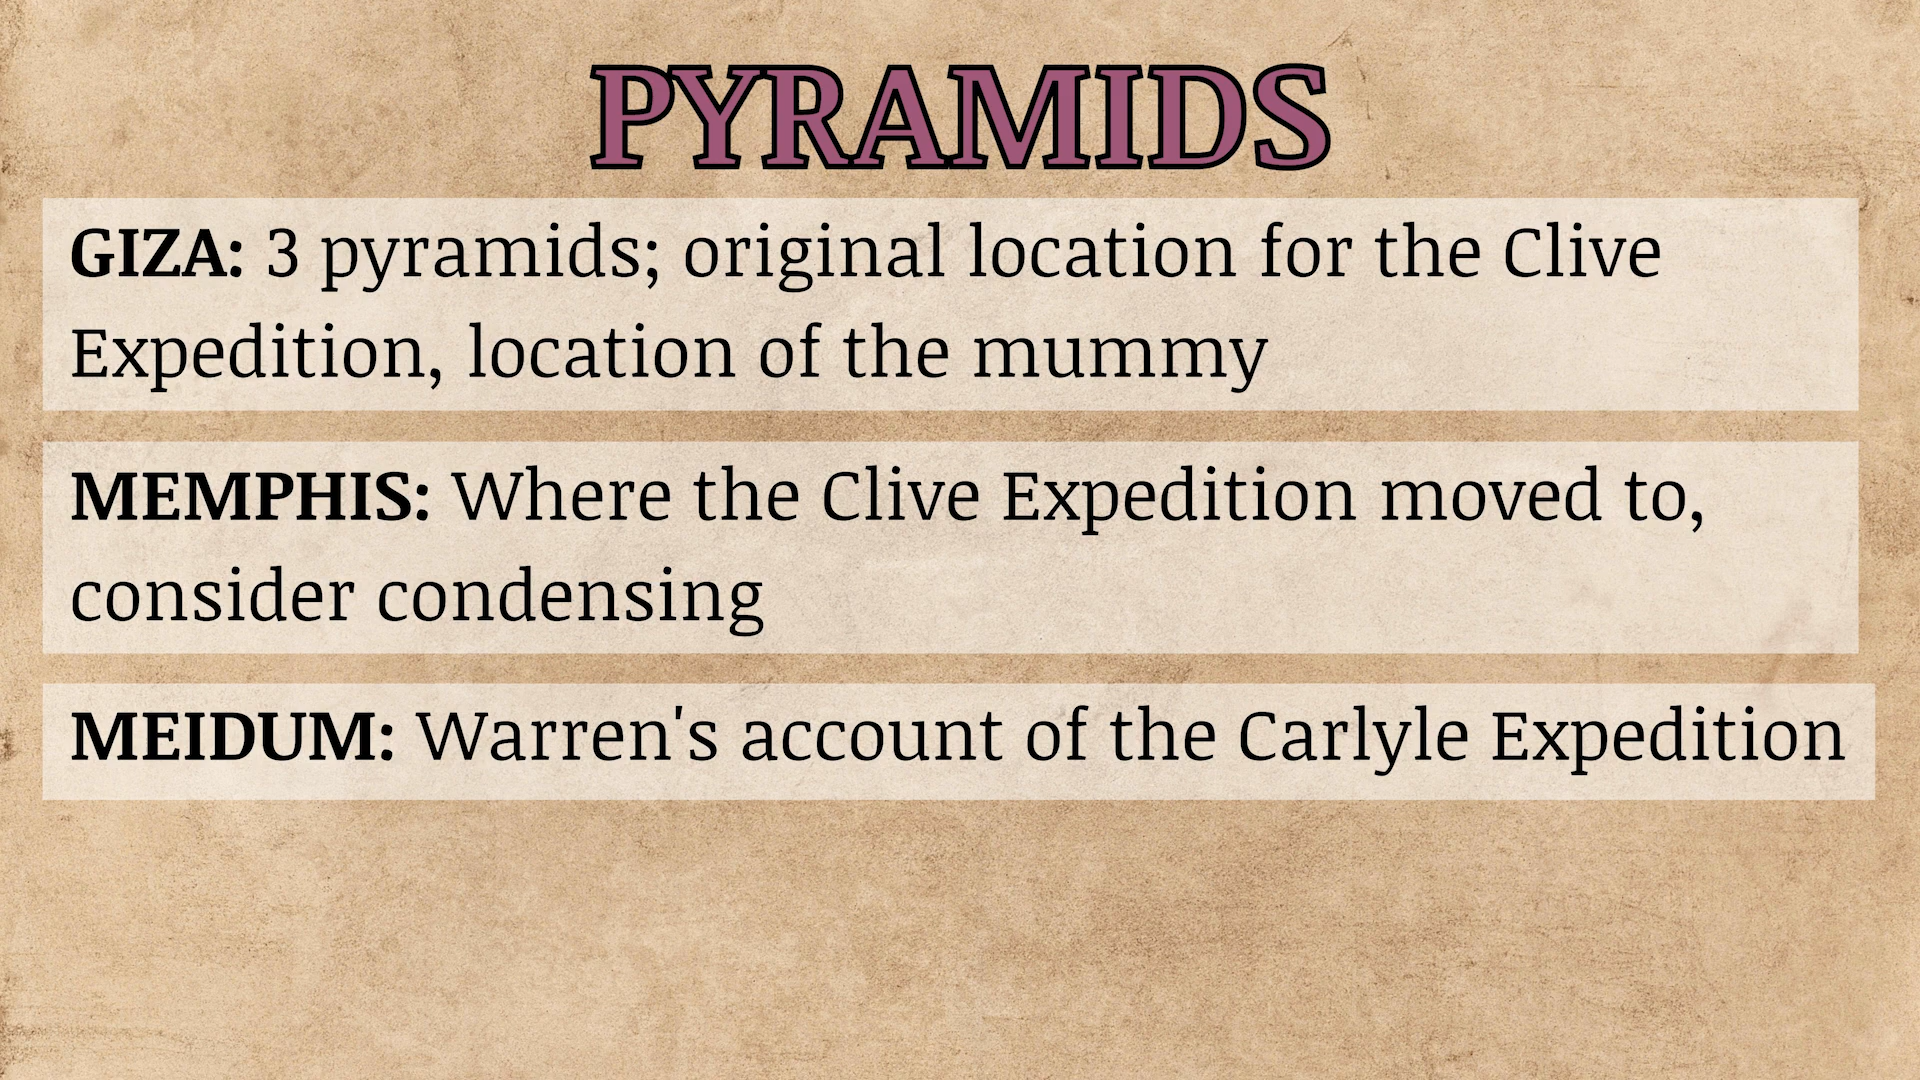 PYRAMIDS
GIZA: 3 pyramids; original location for the Clive
Expedition, location of the mummy
MEMPHIS: Where the Clive Expedition moved to,
consider condensing
MEIDUM: Warren's account of the Carlyle Expedition